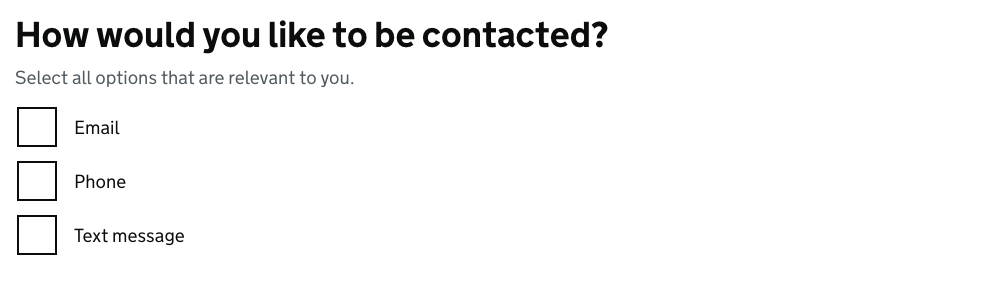 How would you like to be contacted?
Select all options that are relevant to you.
Email
Phone
Text message